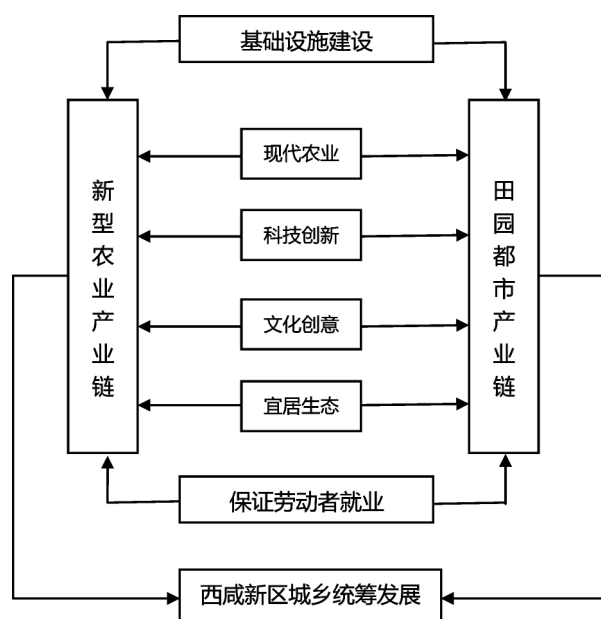 基础设施建设
新型农业产业链
现代农业
科技创新
文化创意
宜居生态
田园都市产业链
保证劳动者就业
西咸新区城乡统筹发展